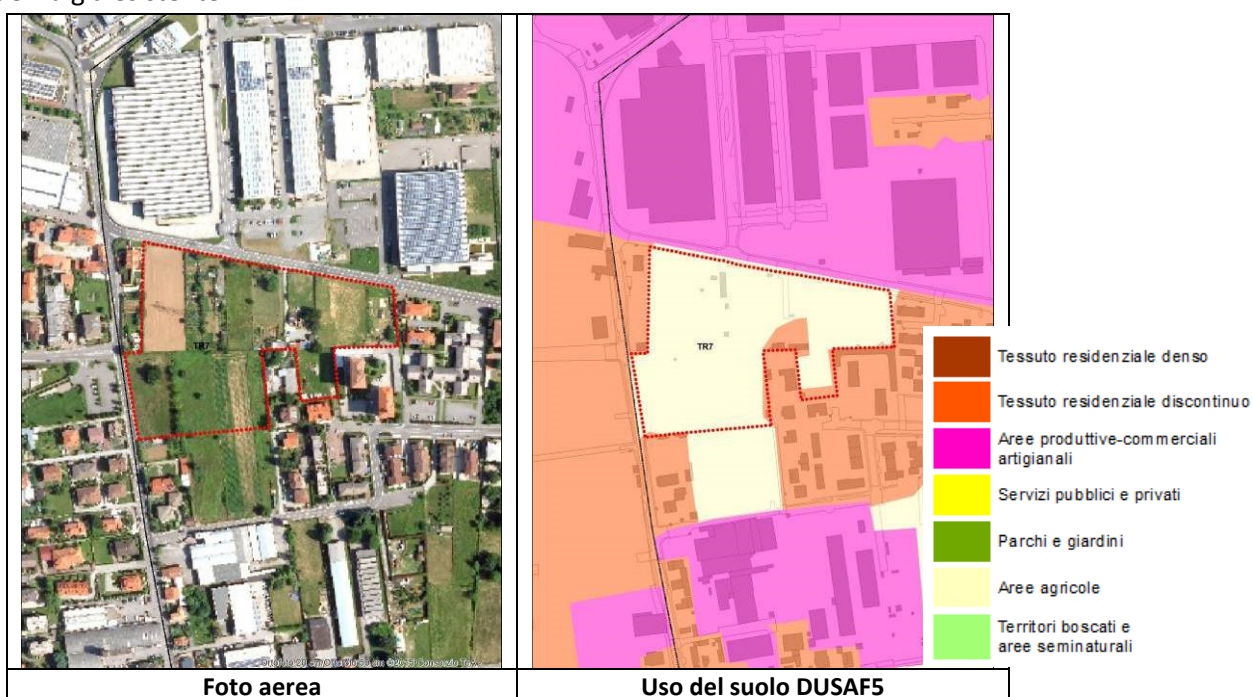 TR7
TR7
Tessuto residenziale denso
Tessuto residenziale discontinuo
Aree produttive-commerciali
artigianali
Servizi pubblici e privati
Parchi e giardini
Aree agricole
Territori boscati e
aree seminaturali
Foto aerea
Uso del suolo DUSAF5